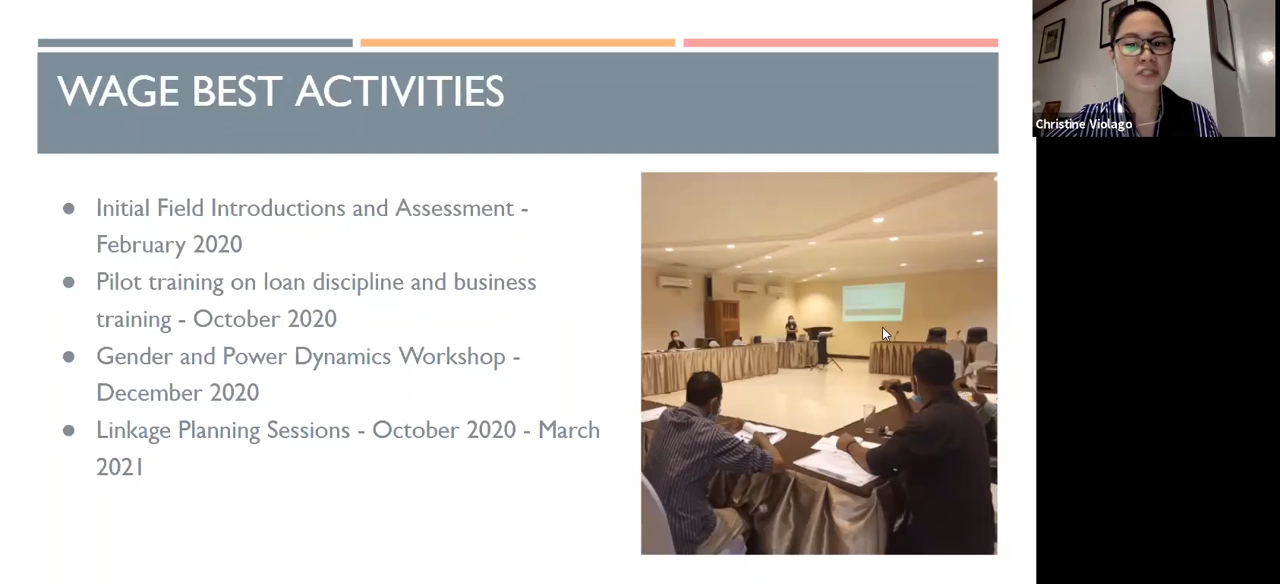 WAGE BEST ACTIVITIES
Christine Violago
● Initial Field Introductions and Assessment -
February 2020
● Pilot training on loan discipline and business
training - October 2020
● Gender and Power Dynamics Workshop -
December 2020
● Linkage Planning Sessions - October 2020 - March
2021